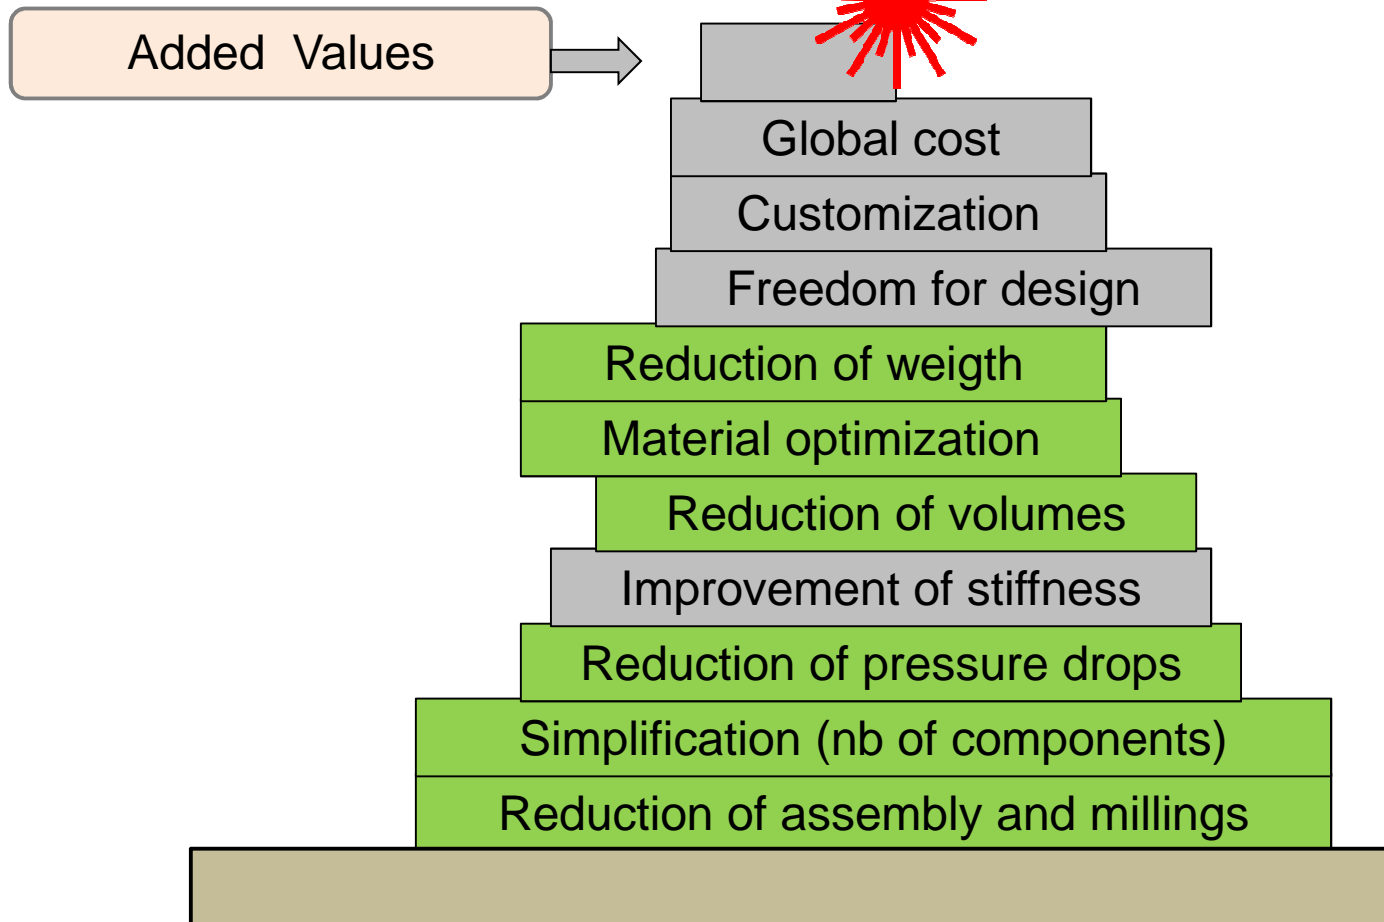 Added Values
Global cost
Customization
Freedom for design
Reduction of weigth
Material optimization
Reduction of volumes
Improvement of stiffness
Reduction of pressure drops
Simplification (nb of components)
Reduction of assembly and millings